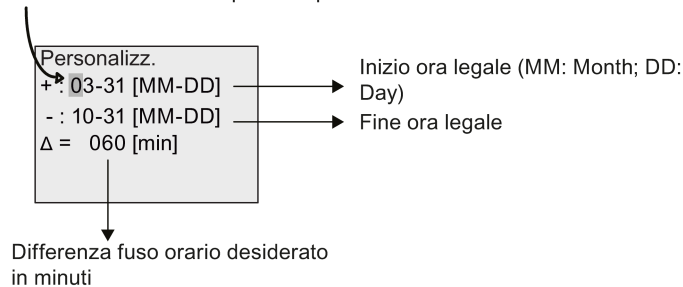 Personalizz.
+ : 03-31 [MM-DD]
- : 10-31 [MM-DD]
Δ = 060 [min]
Inizio ora legale (MM: Month; DD:
Day)
Fine ora legale
Differenza fuso orario desiderato
in minuti